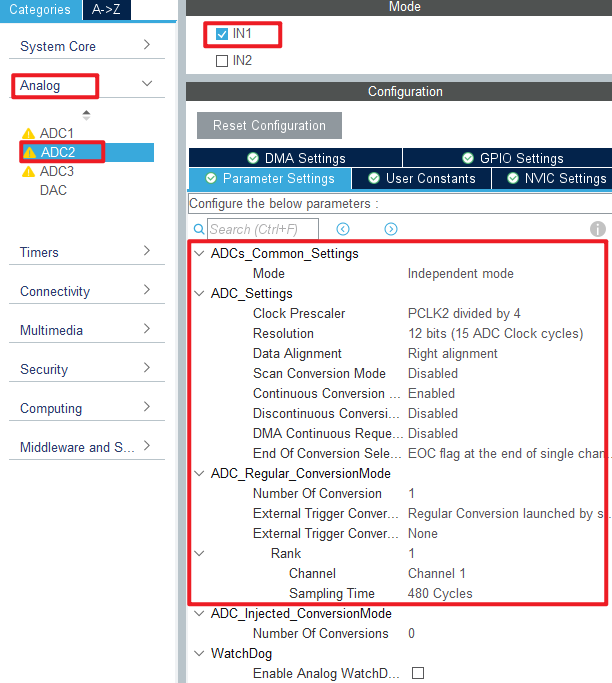 Categories A->Z
System Core
Analog
ADC1
ADC2
ADC3
DAC
Timers
Connectivity
Multimedia
Security
Computing
Middleware and S...
Mode
IN1
IN2
Configuration
Reset Configuration
DMA Settings GPIO Settings
Parameter Settings User Constants NVIC Settings
Configure the below parameters :
Search (Ctrl+F)
ADCs_Common_Settings
Mode Independent mode
ADC_Settings
Clock Prescaler PCLK2 divided by 4
Resolution 12 bits (15 ADC Clock cycles)
Data Alignment Right alignment
Scan Conversion Mode Disabled
Continuous Conversion ... Enabled
Discontinuous Conversi... Disabled
DMA Continuous Reque... Disabled
End Of Conversion Sele... EOC flag at the end of single chan...
ADC_Regular_ConversionMode
Number Of Conversion 1
External Trigger Conver... Regular Conversion launched by s...
External Trigger Conver... None
Rank 1
Channel Channel 1
Sampling Time 480 Cycles
ADC_Injected_ConversionMode
Number Of Conversions 0
WatchDog
Enable Analog WatchD...